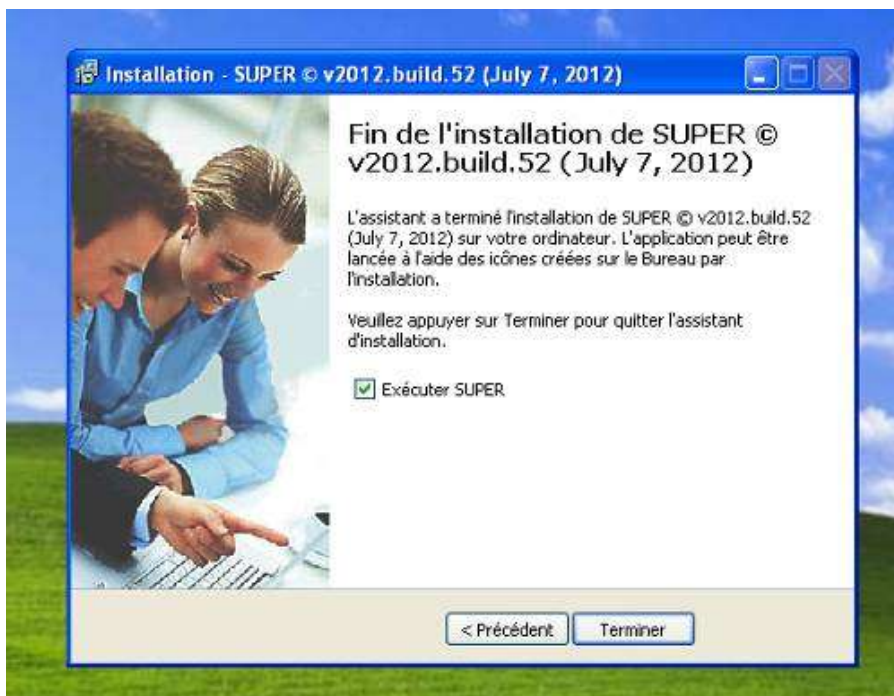 Installation - SUPER © v2012.build.52 (July 7, 2012)
Fin de l'installation de SUPER ©
v2012.build.52 (July 7, 2012)
L'assistant a terminé l'installation de SUPER © v2012.build.52
(July 7, 2012) sur votre ordinateur. L'application peut être
lancée à l'aide des icônes créées sur le Bureau par
l'installation.
Veuillez appuyer sur Terminer pour quitter l'assistant
d'installation.
Exécuter SUPER
< Précédent Terminer